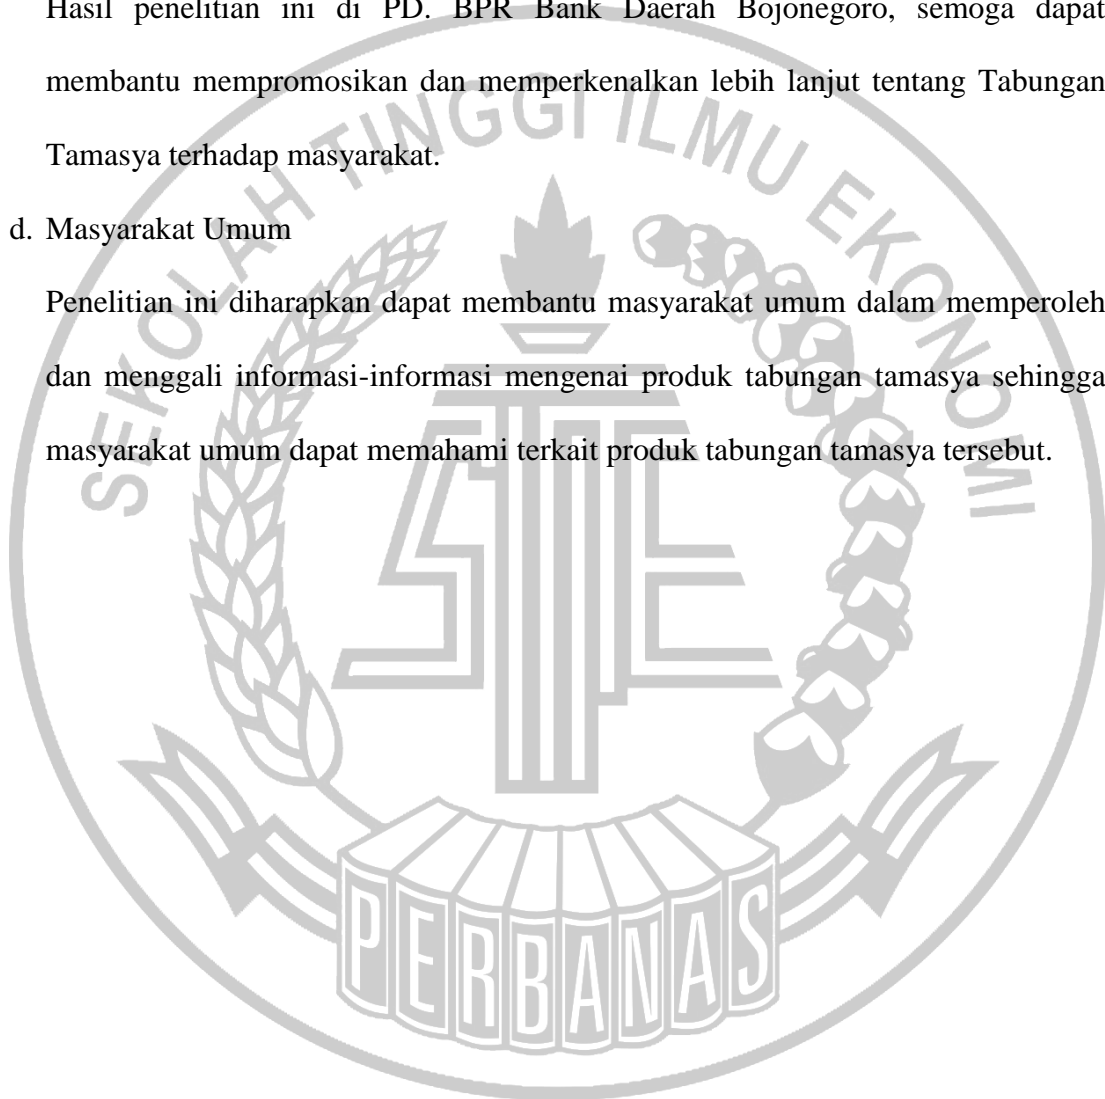 Hasil penelitian ini di PD. BPR Bank Daerah Bojonegoro, semoga dapat
membantu mempromosikan dan memperkenalkan lebih lanjut tentang Tabungan
Tamasya terhadap masyarakat.
d. Masyarakat Umum
Penelitian ini diharapkan dapat membantu masyarakat umum dalam memperoleh
dan menggali informasi-informasi mengenai produk tabungan tamasya sehingga
masyarakat umum dapat memahami terkait produk tabungan tamasya tersebut.
SEKOLAH TINGGI ILMU EKONOMI
STIE
PERBANAS